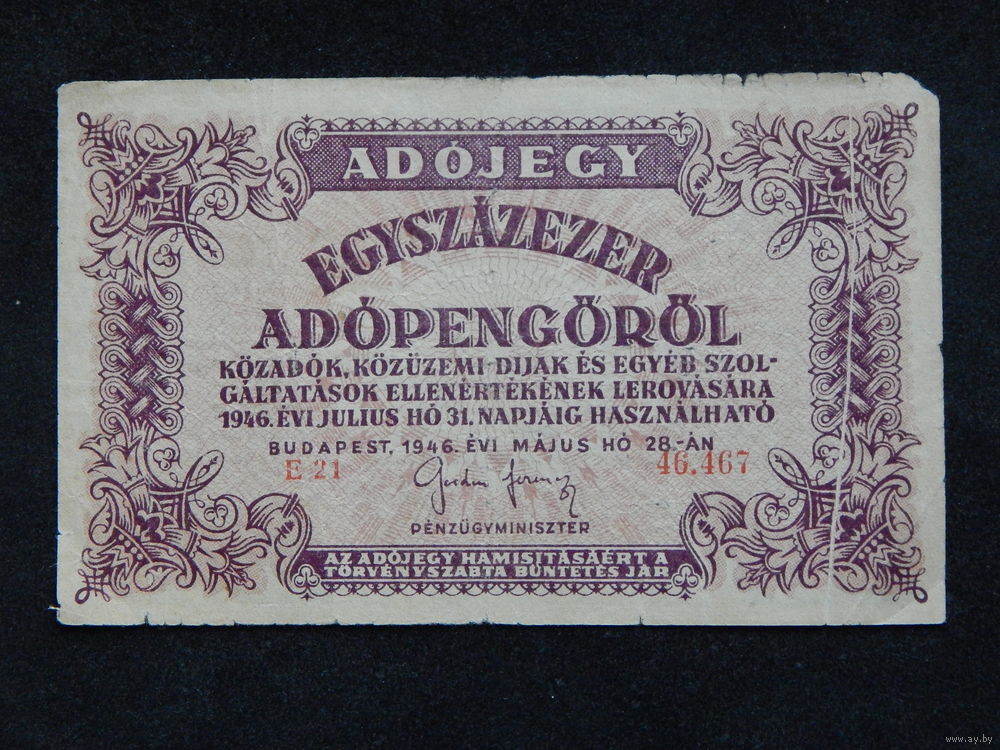 ADÓJEGY
EGYSZÁZEZER
ADÓPENGŐRŐL
KÖZADÓK, KÖZÜZEMI DIJAK ÉS EGYÉB SZOL-
GÁLTATÁSOK ELLENÉRTÉKÉNEK LEROVÁSÁRA
1946. ÉVI JULIUS HÓ 31. NAPJÁIG HASZNÁLHATÓ
BUDAPEST, 1946. ÉVI MÁJUS HÓ 28.-ÁN
E 21 46.467
Gordon Ferenc
PÉNZÜGYMINISZTER
AZ ADÓJEGY HAMISITÁSÁÉRT A
TÖRVÉNYSZABTA BÜNTETÉS JÁR
www.ay.by